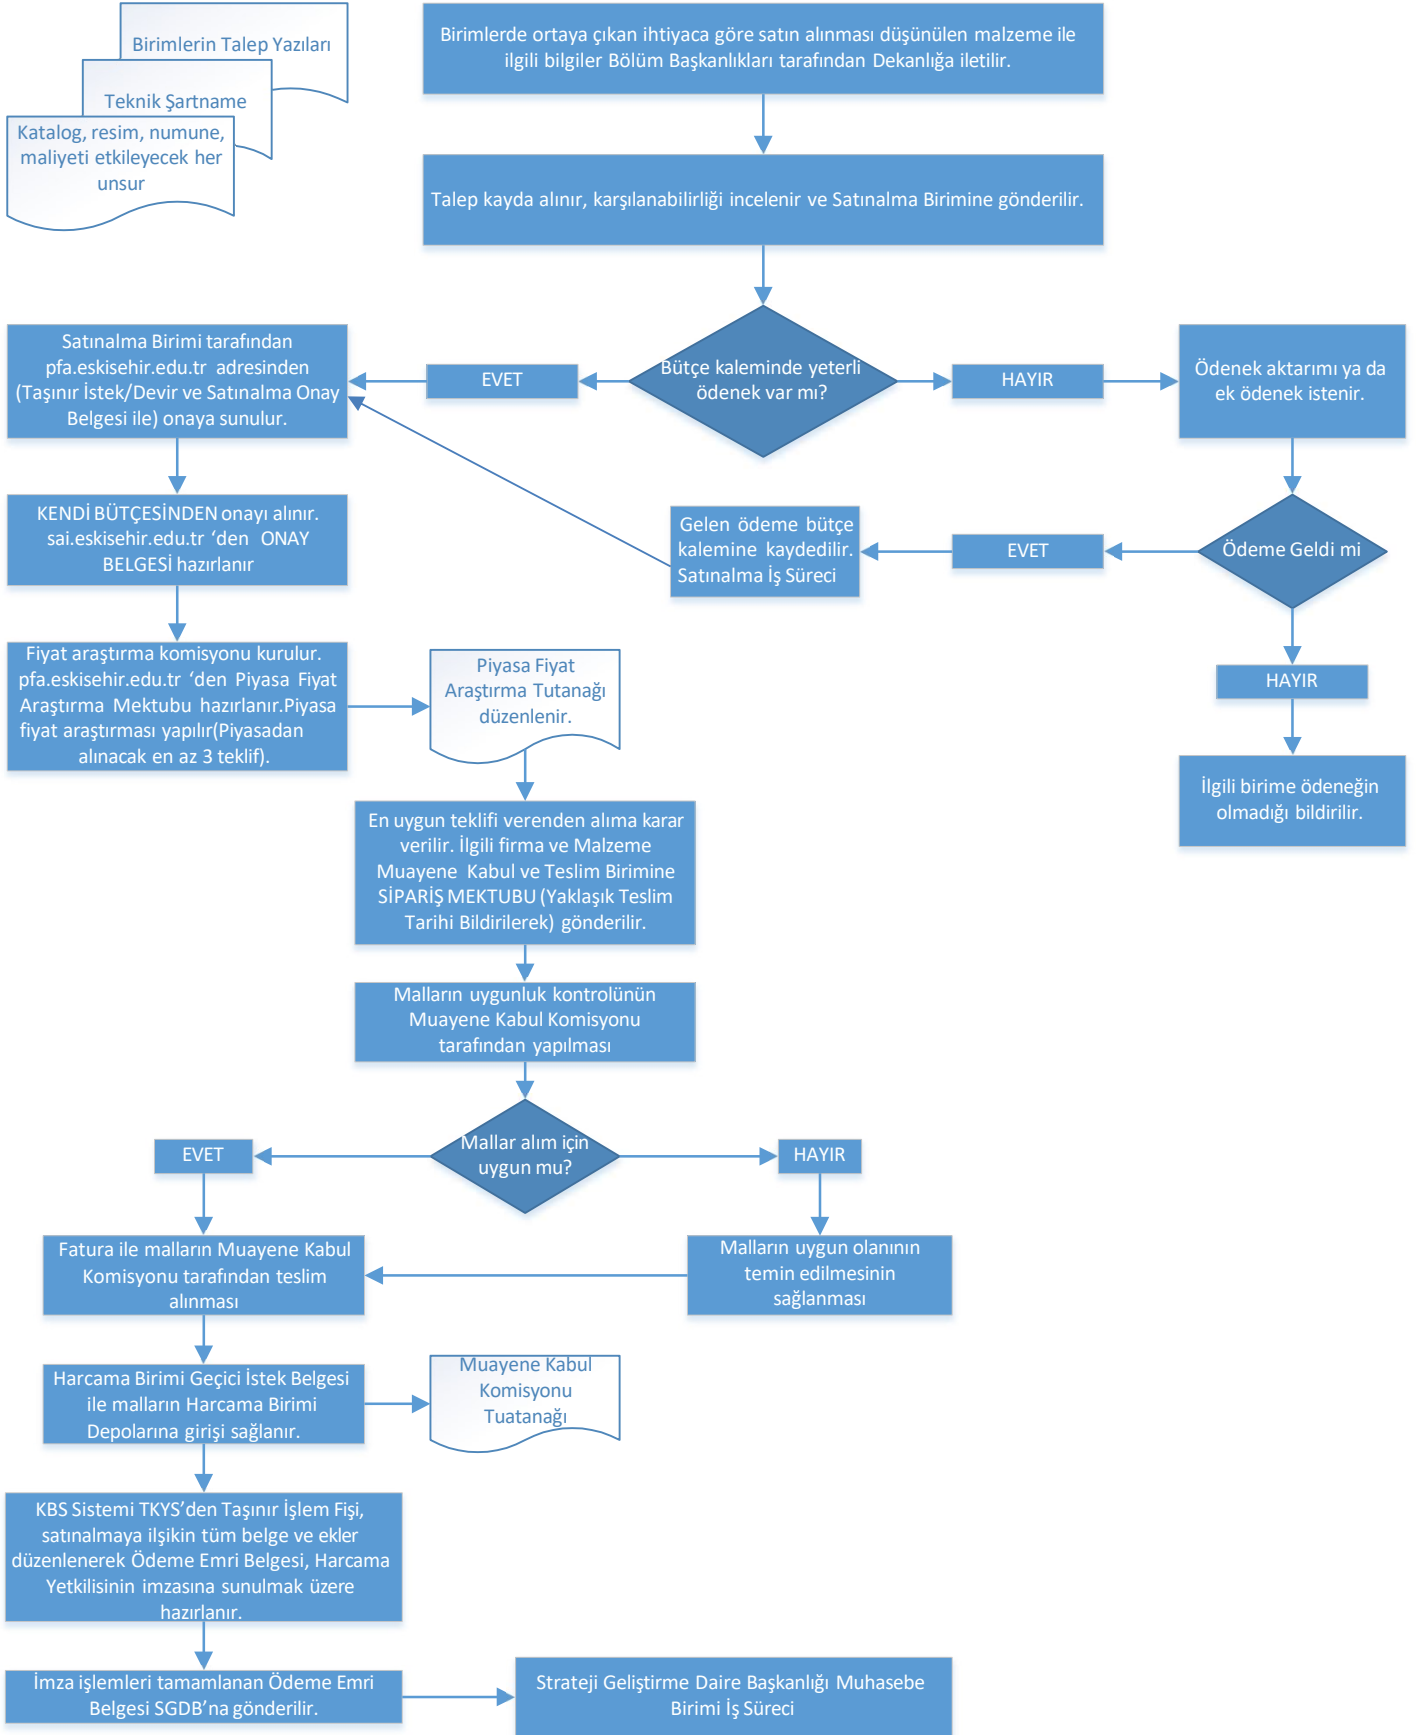 Birimlerin Talep Yazıları
Teknik Şartname
Katalog, resim, numune,
maliyeti etkileyecek her
unsur
Birimlerde ortaya çıkan ihtiyaca göre satın alınması düşünülen malzeme ile
ilgili bilgiler Bölüm Başkanlıkları tarafından Dekanlığa iletilir.
Talep kayda alınır, karşılanabilirliği incelenir ve Satınalma Birimine gönderilir.
Bütçe kaleminde yeterli
ödenek var mı?
EVET
HAYIR
Satınalma Birimi tarafından
pfa.eskisehir.edu.tr adresinden
(Taşınır İstek/Devir ve Satınalma Onay
Belgesi ile) onaya sunulur.
Ödenek aktarımı ya da
ek ödenek istenir.
KENDİ BÜTÇESİNDEN onayı alınır.
sai.eskisehir.edu.tr ‘den ONAY
BELGESİ hazırlanır
Gelen ödeme bütçe
kalemine kaydedilir.
Satınalma İş Süreci
EVET
Ödeme Geldi mi
HAYIR
İlgili birime ödeneğin
olmadığı bildirilir.
Fiyat araştırma komisyonu kurulur.
pfa.eskisehir.edu.tr ‘den Piyasa Fiyat
Araştırma Mektubu hazırlanır.Piyasa
fiyat araştırması yapılır(Piyasadan
alınacak en az 3 teklif).
Piyasa Fiyat
Araştırma Tutanağı
düzenlenir.
En uygun teklifi verenden alıma karar
verilir. İlgili firma ve Malzeme
Muayene Kabul ve Teslim Birimine
SİPARİŞ MEKTUBU (Yaklaşık Teslim
Tarihi Bildirilerek) gönderilir.
Malların uygunluk kontrolünün
Muayene Kabul Komisyonu
tarafından yapılması
Mallar alım için
uygun mu?
EVET
HAYIR
Fatura ile malların Muayene Kabul
Komisyonu tarafından teslim
alınması
Malların uygun olanının
temin edilmesinin
sağlanması
Harcama Birimi Geçici İstek Belgesi
ile malların Harcama Birimi
Depolarına girişi sağlanır.
Muayene Kabul
Komisyonu
Tuatanağı
KBS Sistemi TKYS’den Taşınır İşlem Fişi,
satınalmaya ilşikin tüm belge ve ekler
düzenlenerek Ödeme Emri Belgesi, Harcama
Yetkilisinin imzasına sunulmak üzere
hazırlanır.
İmza işlemleri tamamlanan Ödeme Emri
Belgesi SGDB’na gönderilir.
Strateji Geliştirme Daire Başkanlığı Muhasebe
Birimi İş Süreci